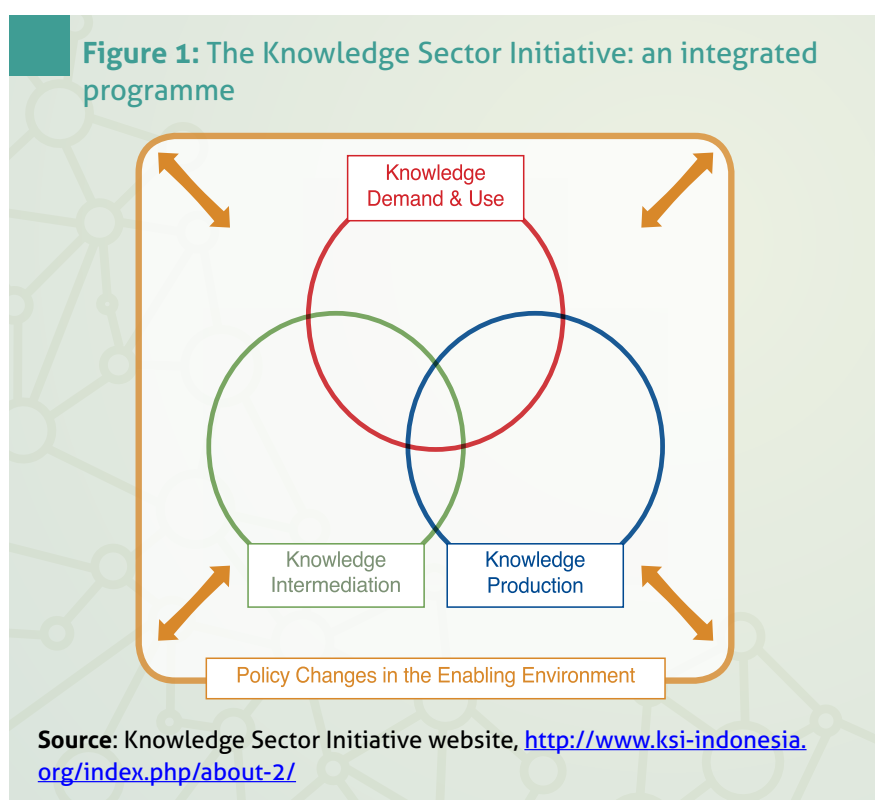 Figure 1: The Knowledge Sector Initiative: an integrated
programme
Knowledge
Demand & Use
Knowledge
Intermediation
Knowledge
Production
Policy Changes in the Enabling Environment
Source: Knowledge Sector Initiative website, http://www.ksi-indonesia.
org/index.php/about-2/